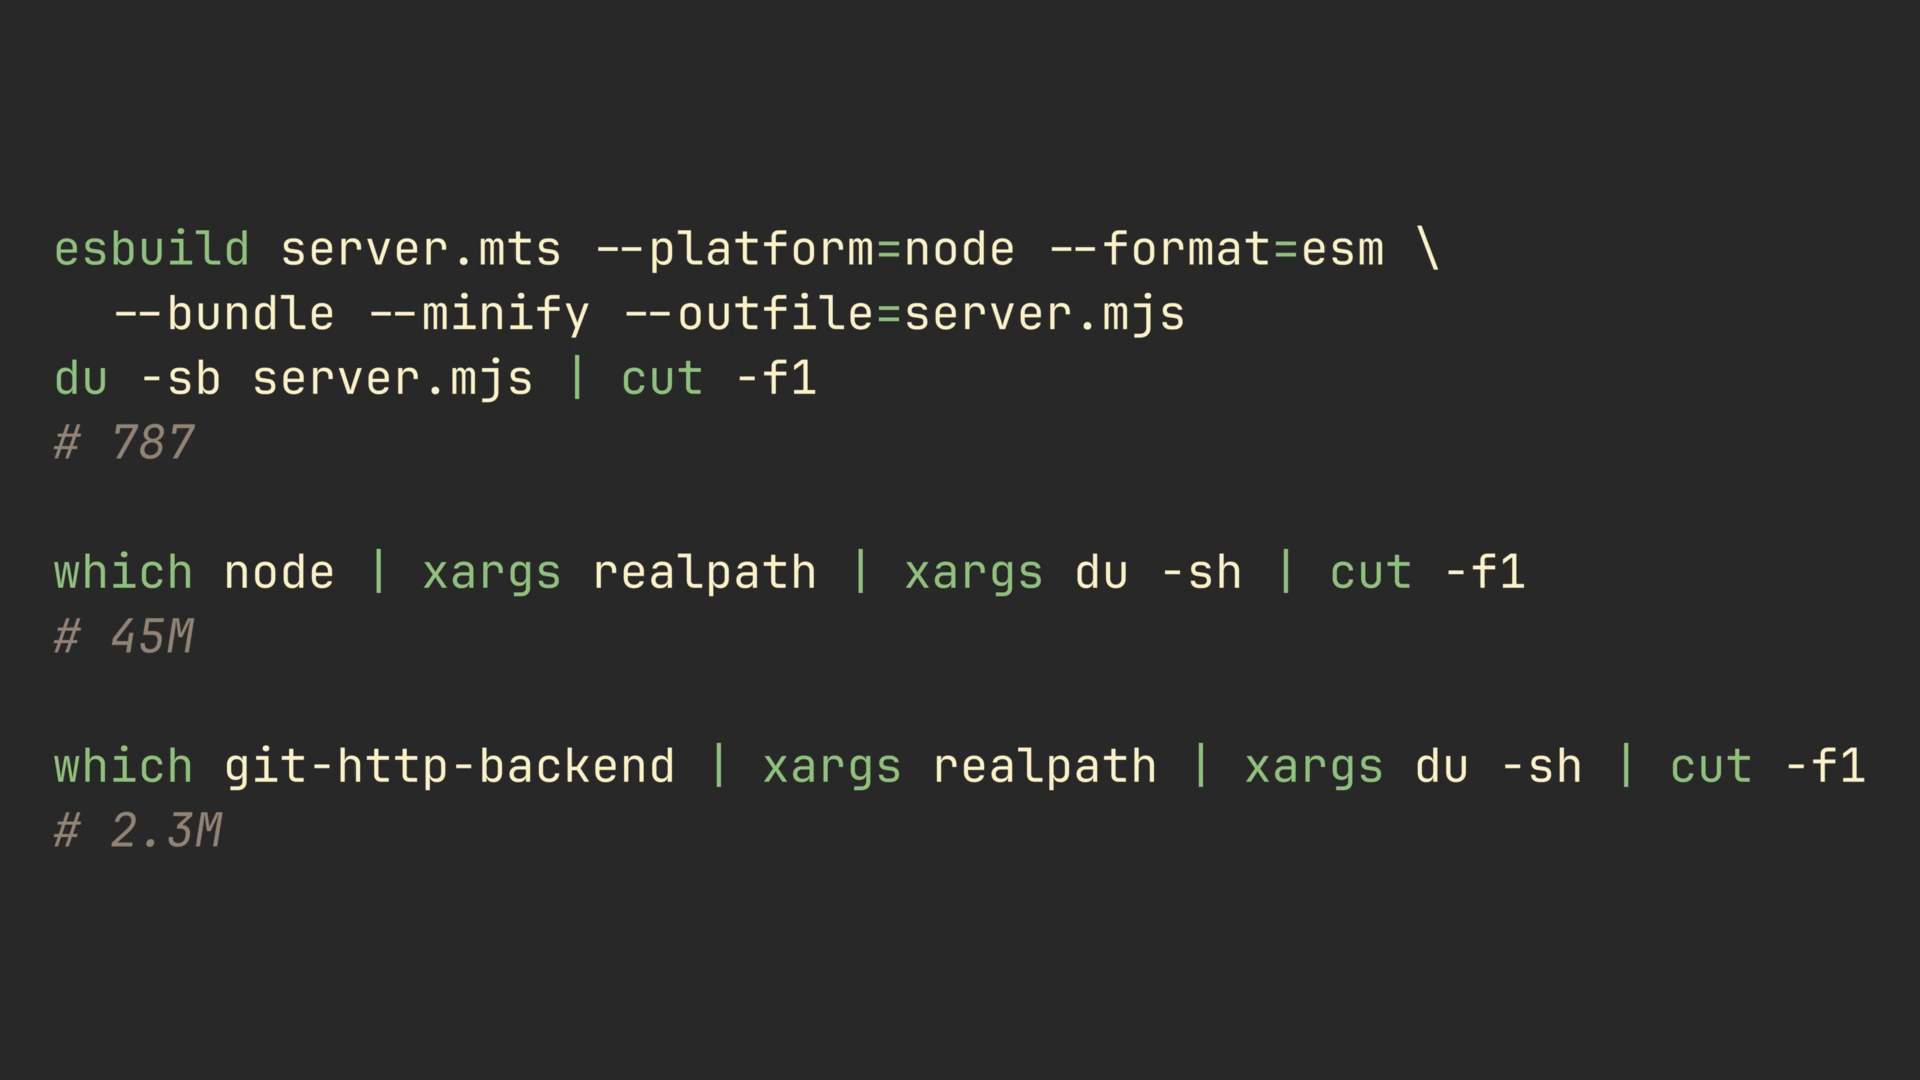 esbuild server.mts --platform=node --format=esm \
  --bundle --minify --outfile=server.mjs
du -sb server.mjs | cut -f1
# 787
which node | xargs realpath | xargs du -sh | cut -f1
# 45M
which git-http-backend | xargs realpath | xargs du -sh | cut -f1
# 2.3M